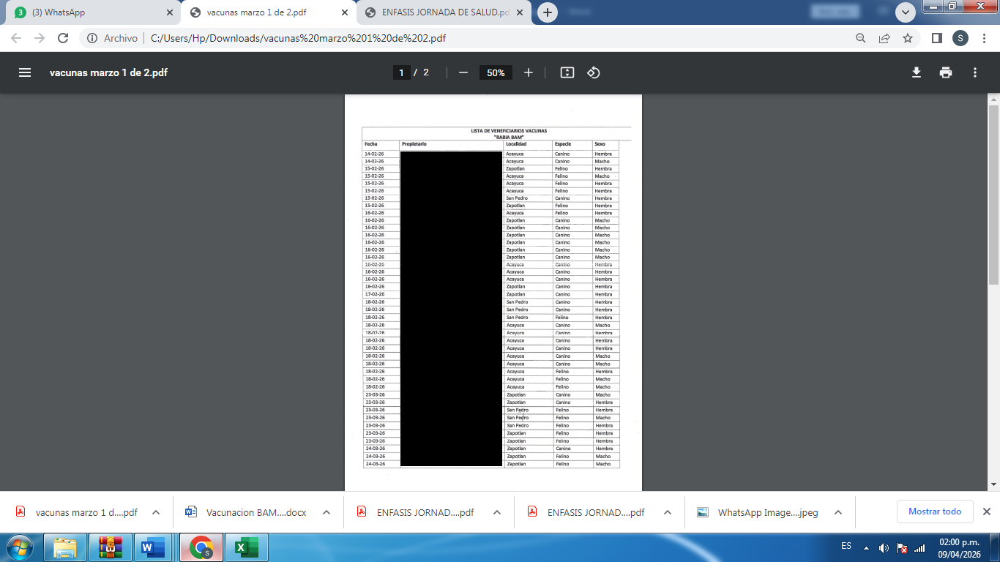 (3) WhatsApp
vacunas marzo 1 de 2.pdf
ENFASIS JORNADA DE SALUD.pd
Archivo
C:/Users/Hp/Downloads/vacunas%20marzo%201%20de%202.pdf
S
vacunas marzo 1 de 2.pdf
1 / 2
50%
LISTA DE VENEFICIARIOS VACUNAS
"RABIA BAM"
Fecha Propietario Localidad Especie Sexo
14-02-26 Acayuca Canino Hembra
14-02-26 Acayuca Canino Macho
15-02-26 Zapotlan Felino Hembra
15-02-26 Acayuca Felino Macho
15-02-26 Acayuca Felino Hembra
15-02-26 Acayuca Felino Hembra
15-02-26 San Pedro Canino Hembra
15-02-26 Zapotlan Felino Hembra
16-02-26 Acayuca Felino Hembra
16-02-26 Zapotlan Canino Macho
16-02-26 Zapotlan Canino Macho
16-02-26 Zapotlan Canino Macho
16-02-26 Zapotlan Canino Macho
16-02-26 Zapotlan Canino Macho
16-02-26 Zapotlan Canino Macho
16-02-26 Acayuca Canino Hembra
16-02-26 Acayuca Canino Hembra
16-02-26 Acayuca Canino Hembra
16-02-26 Zapotlan Canino Hembra
17-02-26 Zapotlan Canino Hembra
18-02-26 San Pedro Canino Hembra
18-02-26 San Pedro Canino Hembra
18-02-26 San Pedro Felino Hembra
18-02-26 Acayuca Canino Macho
18-02-26 Acayuca Canino Hembra
18-02-26 Acayuca Canino Hembra
18-02-26 Acayuca Canino Hembra
18-02-26 Acayuca Canino Macho
18-02-26 Acayuca Canino Macho
18-02-26 Acayuca Felino Hembra
18-02-26 Acayuca Felino Macho
18-02-26 Acayuca Felino Macho
23-03-26 Zapotlan Canino Macho
23-03-26 Zapotlan Canino Hembra
23-03-26 San Pedro Felino Hembra
23-03-26 San Pedro Felino Macho
23-03-26 San Pedro Felino Hembra
23-03-26 Zapotlan Felino Hembra
23-03-26 Zapotlan Felino Hembra
24-03-26 Zapotlan Canino Hembra
24-03-26 Zapotlan Felino Macho
24-03-26 Zapotlan Felino Macho
vacunas marzo 1 d....pdf
Vacunacion BAM....docx
ENFASIS JORNAD....pdf
ENFASIS JORNAD....pdf
WhatsApp Image....jpeg
Mostrar todo
ES
02:00 p.m.
09/04/2026